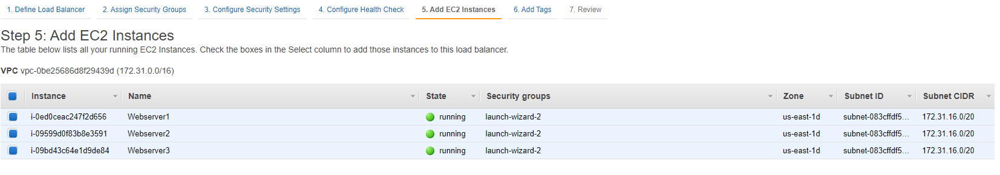 1. Define Load Balancer 2. Assign Security Groups 3. Configure Security Settings 4. Configure Health Check 5. Add EC2 Instances 6. Add Tags 7. Review
Step 5: Add EC2 Instances
The table below lists all your running EC2 Instances. Check the boxes in the Select column to add those instances to this load balancer.
VPC vpc-0be25686d8f29439d (172.31.0.0/16)
Instance Name State Security groups Zone Subnet ID Subnet CIDR
i-0ed0ceac247f2d656 Webserver1 running launch-wizard-2 us-east-1d subnet-083cffdf5... 172.31.16.0/20
i-09599d0f83b8e3591 Webserver2 running launch-wizard-2 us-east-1d subnet-083cffdf5... 172.31.16.0/20
i-09bd43c64e1d9de84 Webserver3 running launch-wizard-2 us-east-1d subnet-083cffdf5... 172.31.16.0/20